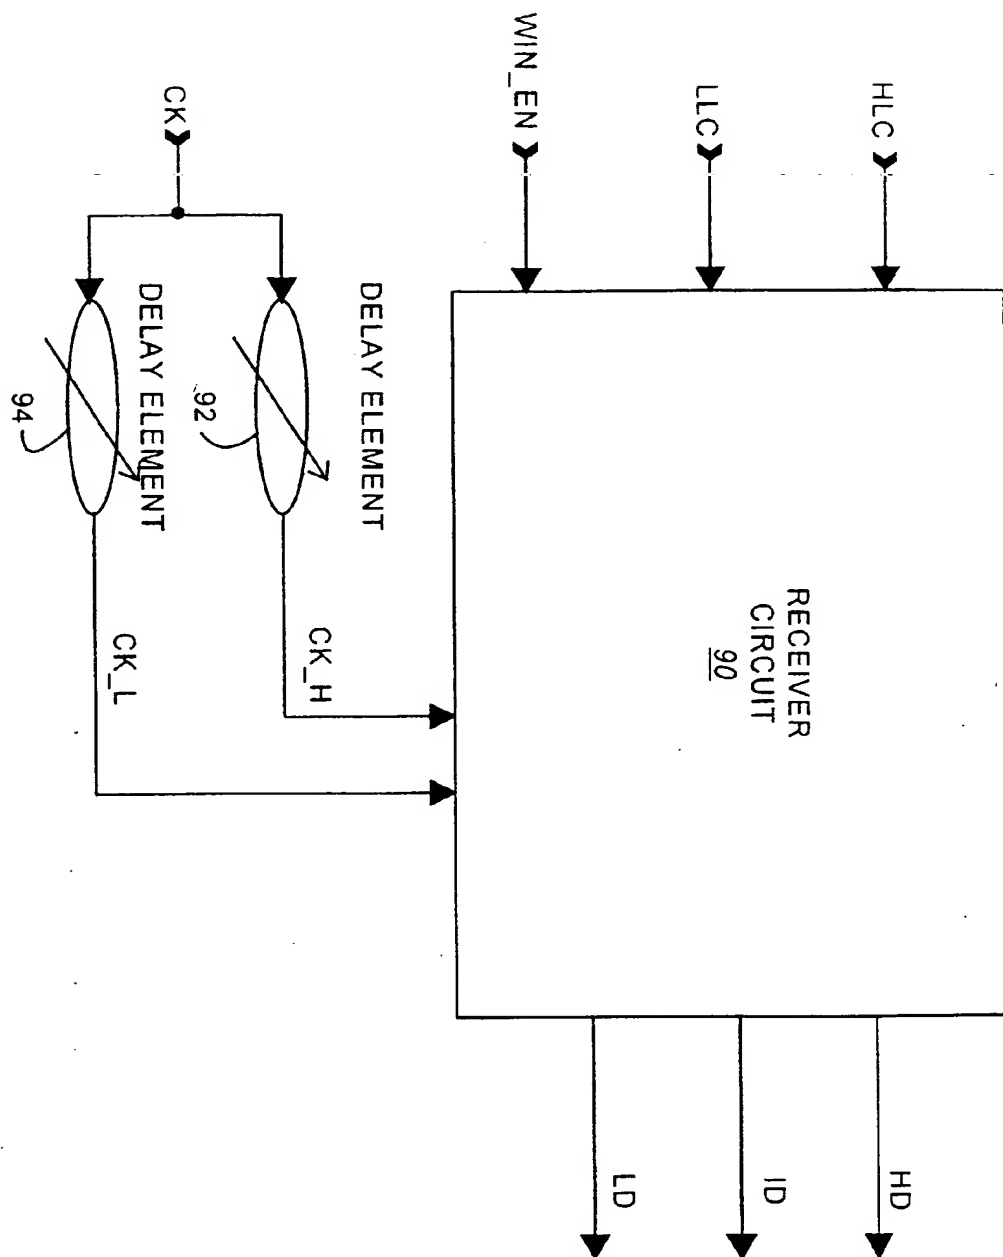 HLC
LLC
WIN_EN
CK
DELAY ELEMENT
92
DELAY ELEMENT
94
CK_H
CK_L
RECEIVER
CIRCUIT
90
HD
ID
LD